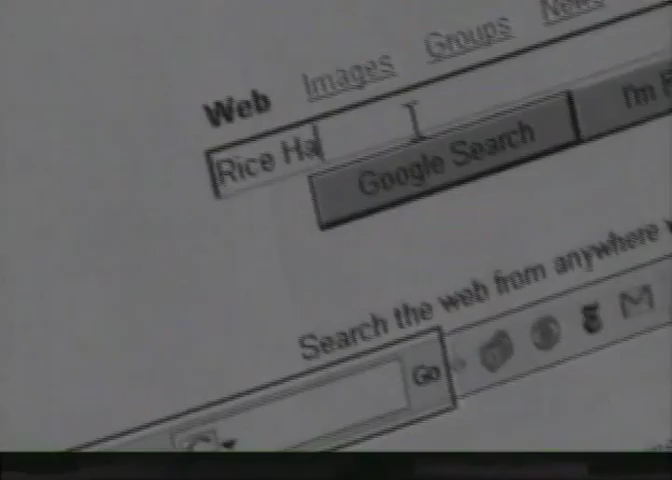 Web Images Groups News
Rice Ha
Google Search I'm F
Search the web from anywhere
Go